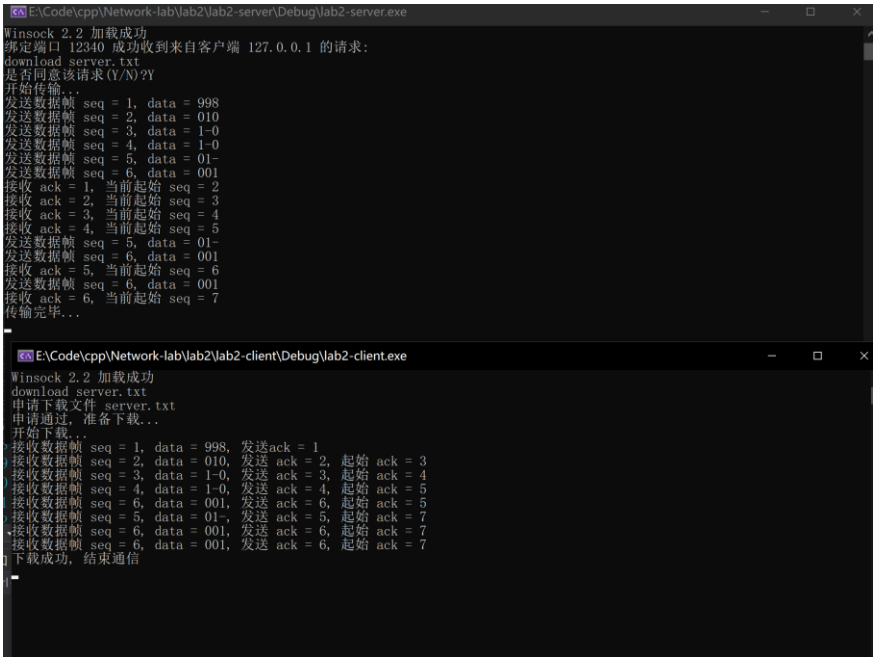 E:\Code\cpp\Network-lab\lab2\lab2-server\Debug\lab2-server.exe
Winsock 2.2 加载成功
绑定端口 12340 成功收到来自客户端 127.0.0.1 的请求:
download server.txt
是否同意该请求(Y/N)?Y
开始传输...
发送数据帧 seq = 1, data = 998
发送数据帧 seq = 2, data = 010
发送数据帧 seq = 3, data = 1-0
发送数据帧 seq = 4, data = 1-0
发送数据帧 seq = 5, data = 01-
发送数据帧 seq = 6, data = 001
接收 ack = 1, 当前起始 seq = 2
接收 ack = 2, 当前起始 seq = 3
接收 ack = 3, 当前起始 seq = 4
接收 ack = 4, 当前起始 seq = 5
发送数据帧 seq = 5, data = 01-
发送数据帧 seq = 6, data = 001
接收 ack = 5, 当前起始 seq = 6
发送数据帧 seq = 6, data = 001
接收 ack = 6, 当前起始 seq = 7
传输完毕...
E:\Code\cpp\Network-lab\lab2\lab2-client\Debug\lab2-client.exe
Winsock 2.2 加载成功
download server.txt
申请下载文件 server.txt
申请通过, 准备下载...
开始下载...
接收数据帧 seq = 1, data = 998, 发送ack = 1
接收数据帧 seq = 2, data = 010, 发送 ack = 2, 起始 ack = 3
接收数据帧 seq = 3, data = 1-0, 发送 ack = 3, 起始 ack = 4
接收数据帧 seq = 4, data = 1-0, 发送 ack = 4, 起始 ack = 5
接收数据帧 seq = 6, data = 001, 发送 ack = 6, 起始 ack = 5
接收数据帧 seq = 5, data = 01-, 发送 ack = 5, 起始 ack = 7
接收数据帧 seq = 6, data = 001, 发送 ack = 6, 起始 ack = 7
接收数据帧 seq = 6, data = 001, 发送 ack = 6, 起始 ack = 7
下载成功, 结束通信